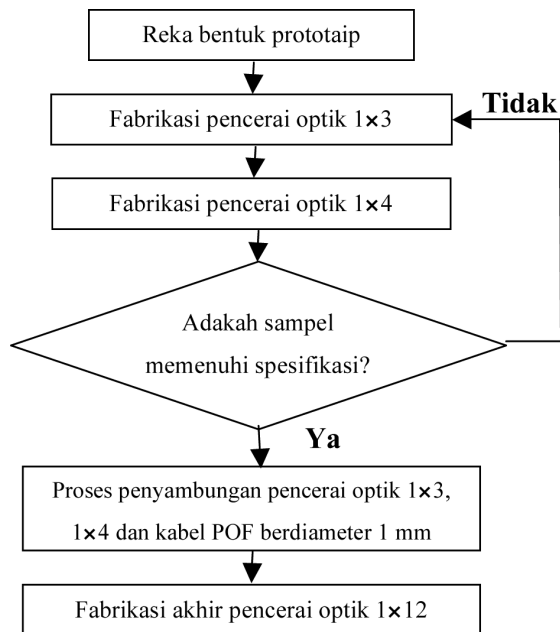 Reka bentuk prototaip
Tidak
Fabrikasi pencerai optik 1×3
Fabrikasi pencerai optik 1×4
Adakah sampel
memenuhi spesifikasi?
Ya
Proses penyambungan pencerai optik 1×3,
1×4 dan kabel POF berdiameter 1 mm
Fabrikasi akhir pencerai optik 1×12